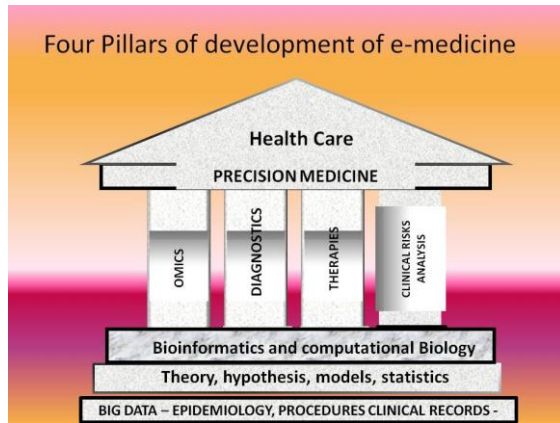 Four Pillars of development of e-medicine
Health Care
PRECISION MEDICINE
OMICS
DIAGNOSTICS
THERAPIES
CLINICAL RISKS
ANALYSIS
Bioinformatics and computational Biology
Theory, hypothesis, models, statistics
BIG DATA – EPIDEMIOLOGY, PROCEDURES CLINICAL RECORDS -